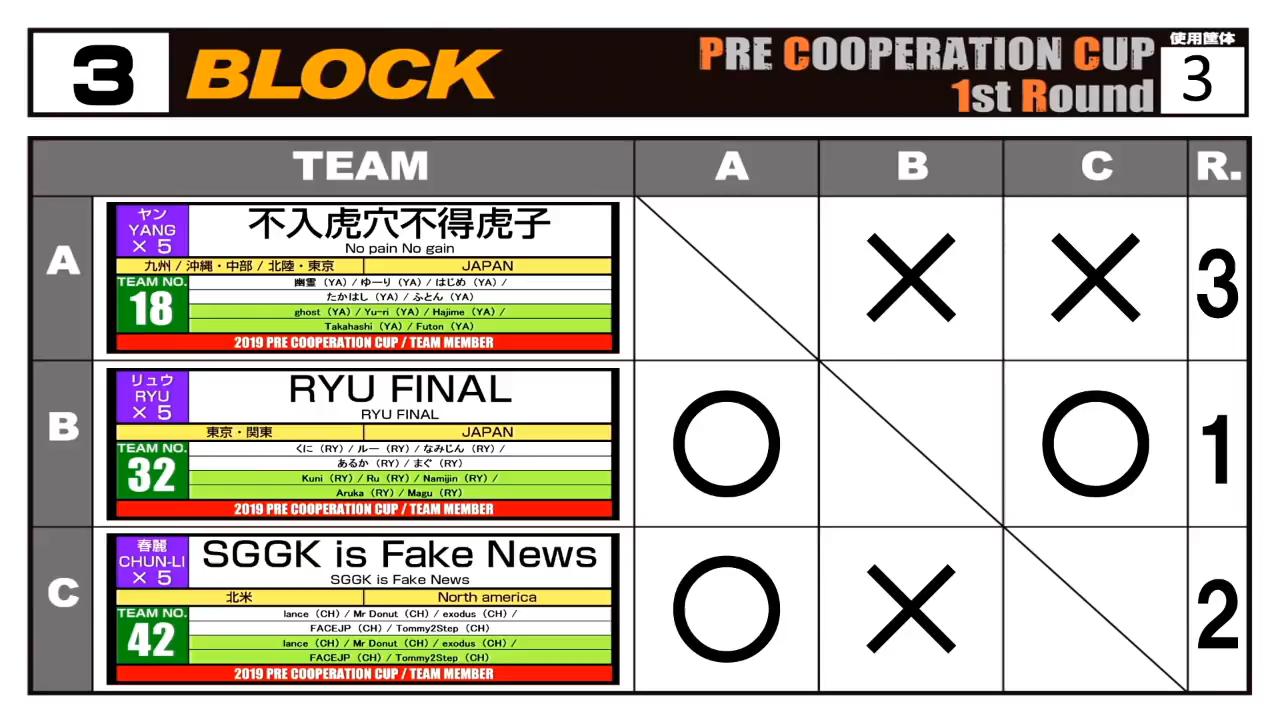 3 BLOCK
PRE COOPERATION CUP
1st Round
使用筐体
3
TEAM A B C R.
A
ヤン
YANG
× 5
不入虎穴不得虎子
No pain No gain
九州 / 沖縄・中部 / 北陸・東京 JAPAN
TEAM NO.
18
幽霊（YA）/ ゆーり（YA）/ はじめ（YA）/
たかはし（YA）/ ふとん（YA）
ghost（YA）/ Yu-ri（YA）/ Hajime（YA）/
Takahashi（YA）/ Futon（YA）
2019 PRE COOPERATION CUP / TEAM MEMBER
× × 3
B
リュウ
RYU
× 5
RYU FINAL
RYU FINAL
東京・関東 JAPAN
TEAM NO.
32
くに（RY）/ ルー（RY）/ なみじん（RY）/
あるか（RY）/ まぐ（RY）
Kuni（RY）/ Ru（RY）/ Namijin（RY）/
Aruka（RY）/ Magu（RY）
2019 PRE COOPERATION CUP / TEAM MEMBER
○ ○ 1
C
春麗
CHUN-LI
× 5
SGGK is Fake News
SGGK is Fake News
北米 North america
TEAM NO.
42
lance（CH）/ Mr Donut（CH）/ exodus（CH）/
FACEJP（CH）/ Tommy2Step（CH）
lance（CH）/ Mr Donut（CH）/ exodus（CH）/
FACEJP（CH）/ Tommy2Step（CH）
2019 PRE COOPERATION CUP / TEAM MEMBER
○ × 2